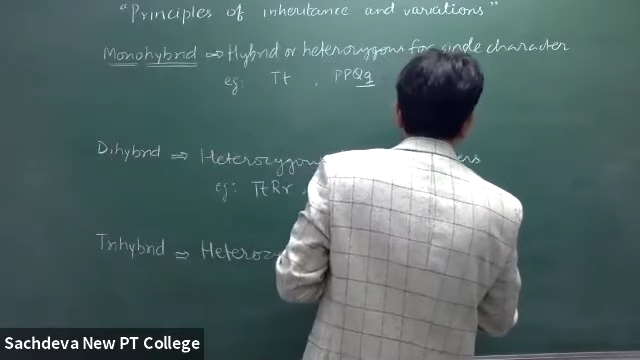 "Principles of inheritance and variations"
Monohybrid ⇒ Hybrid or heterozygous for single character
eg: Tt , PPQq
Dihybrid ⇒ Heterozygous
eg: TtRr ,
Trihybrid ⇒
Sachdeva New PT College